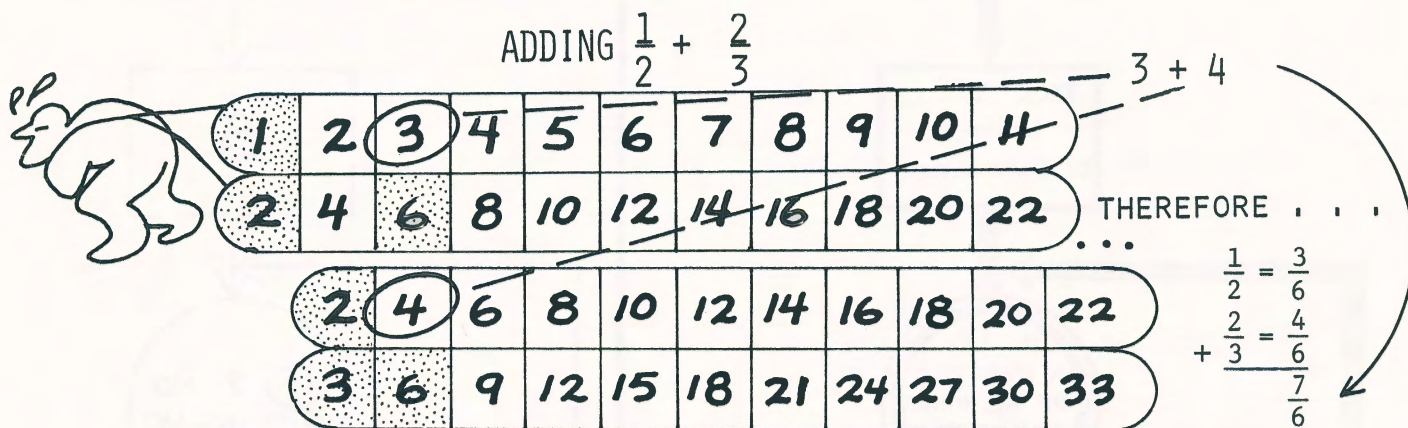 ADDING 1/2 + 2/3
3 + 4
1 2 3 4 5 6 7 8 9 10 11
2 4 6 8 10 12 14 16 18 20 22
THEREFORE . . .
...
2 4 6 8 10 12 14 16 18 20 22
3 6 9 12 15 18 21 24 27 30 33
1/2 = 3/6
+ 2/3 = 4/6
7/6